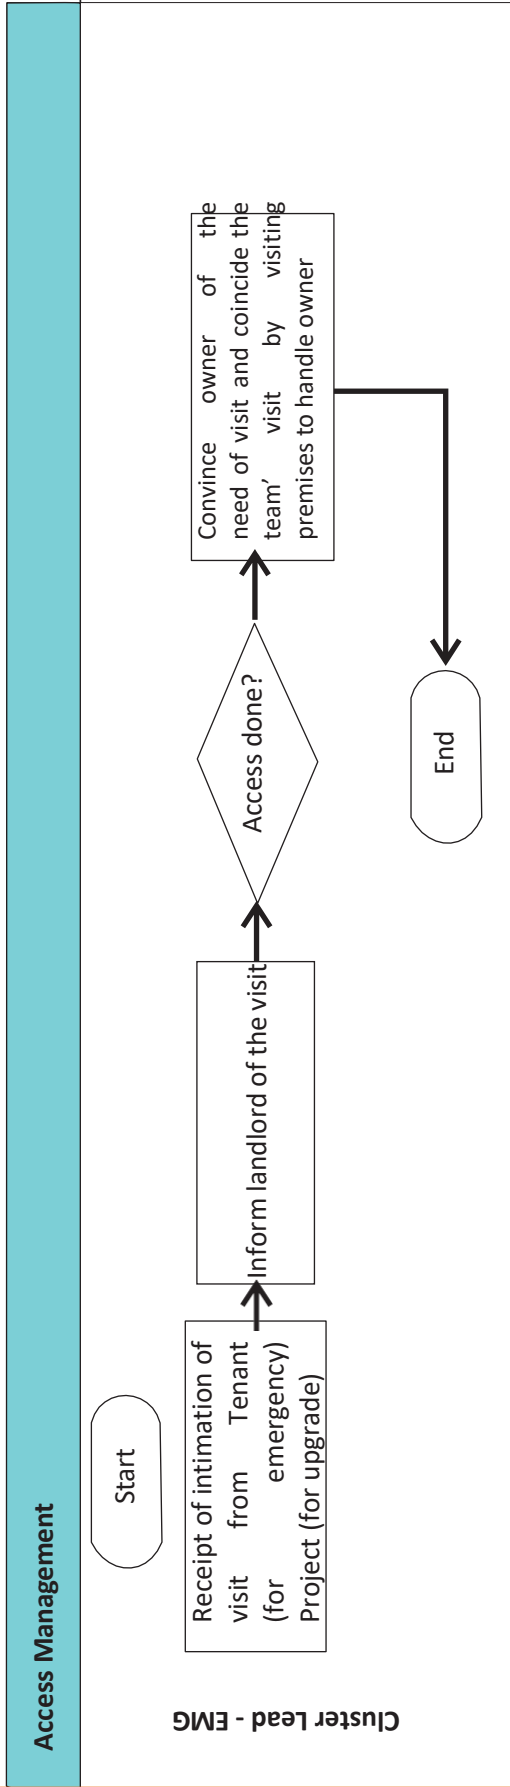 Access Management
Cluster Lead - EMG
Start
Receipt of intimation of
visit from Tenant
(for emergency)
Project (for upgrade)
Inform landlord of the visit
Access done?
Convince owner of the
need of visit and coincide the
team’ visit by visiting
premises to handle owner
End